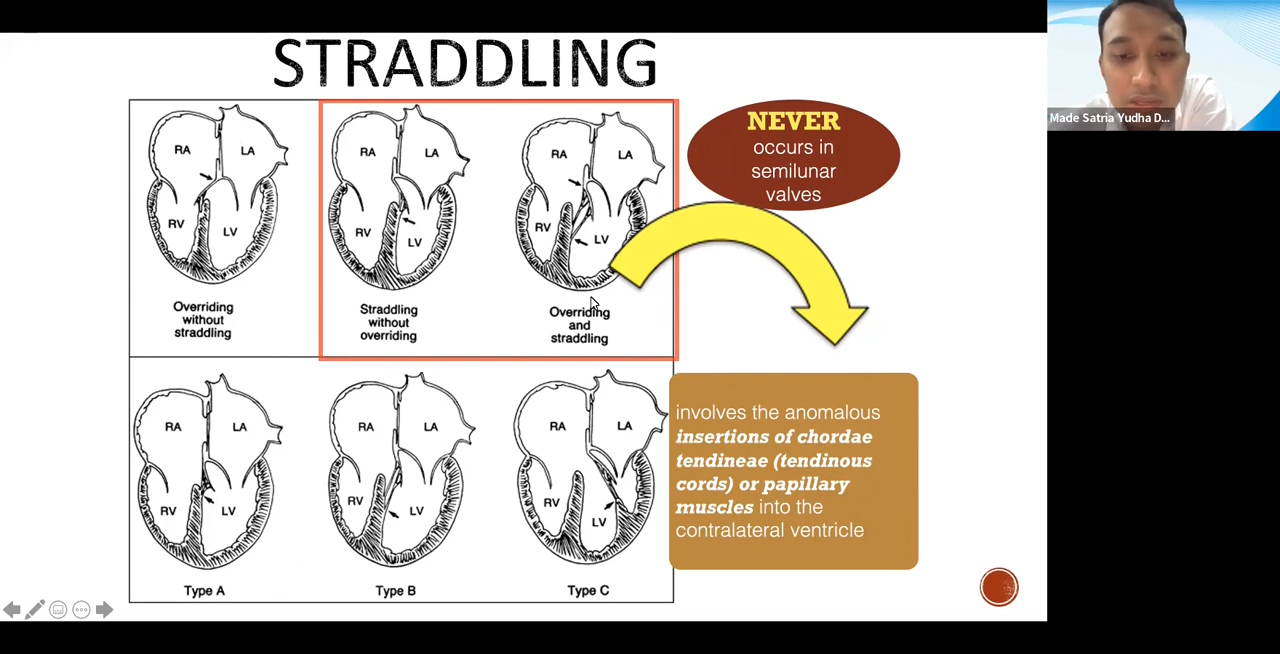 STRADDLING
RA
LA
RV
LV
Overriding
without
straddling
RA
LA
RV
LV
Straddling
without
overriding
RA
LA
RV
LV
Overriding
and
straddling
NEVER
occurs in
semilunar
valves
Made Satria Yudha D...
RA
LA
RV
LV
Type A
RA
LA
RV
LV
Type B
RA
LA
RV
LV
Type C
involves the anomalous
insertions of chordae
tendineae (tendinous
cords) or papillary
muscles into the
contralateral ventricle